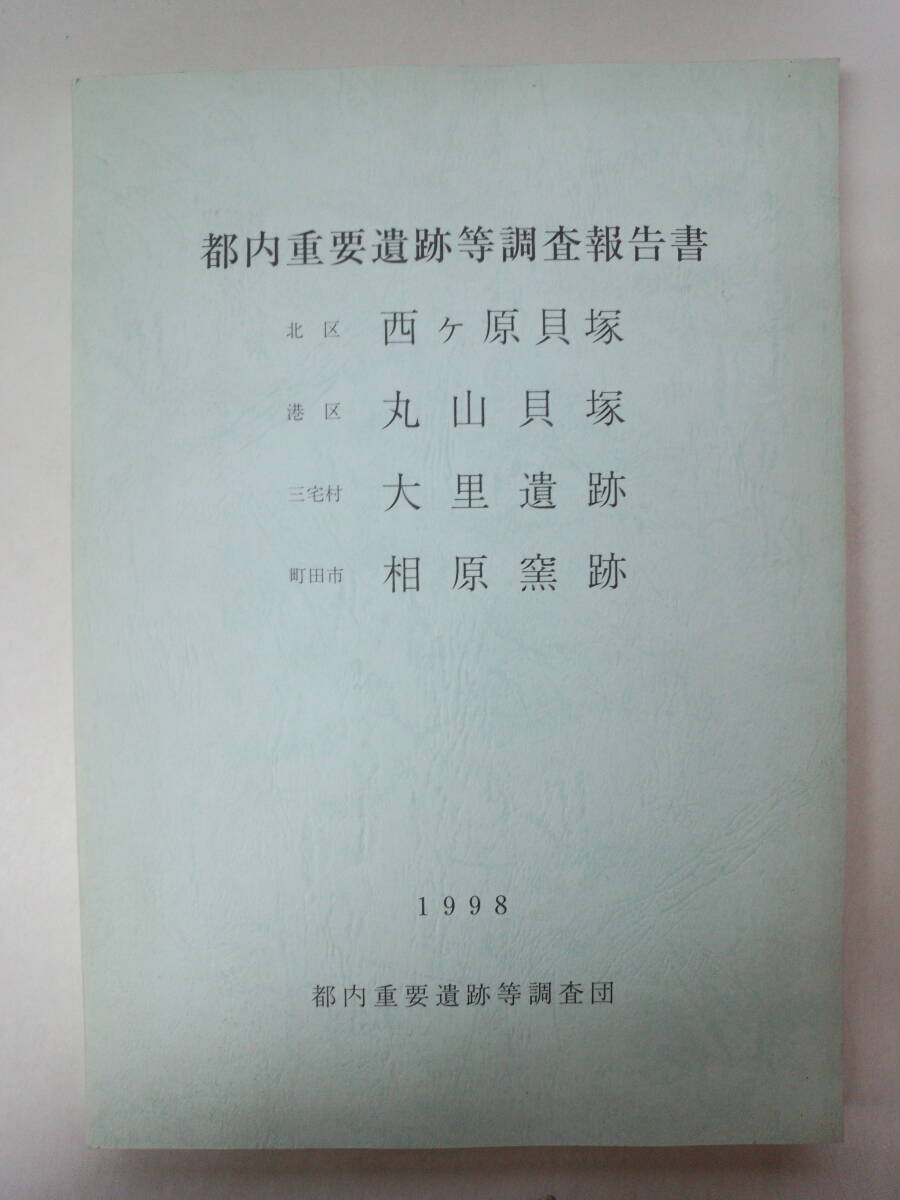 都内重要遺跡等調査報告書
北区 西ヶ原貝塚
港区 丸山貝塚
三宅村 大里遺跡
町田市 相原窯跡
1998
都内重要遺跡等調査団